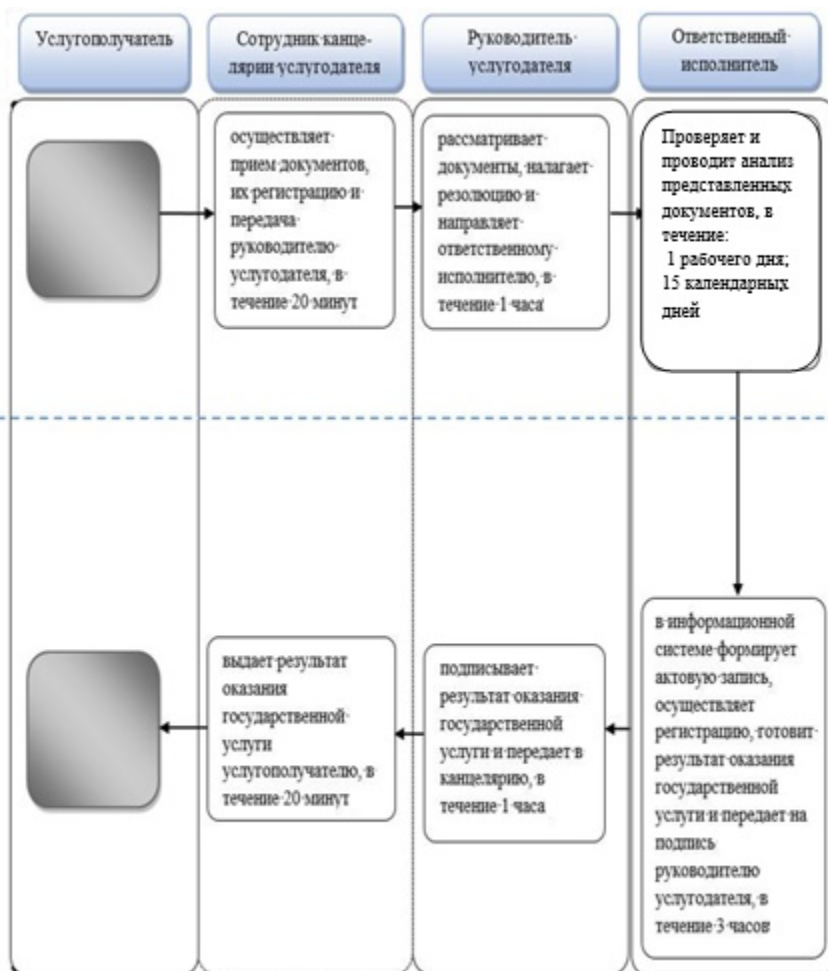 Услугополучатель
Сотрудник канце-
лярии услугодателя
Руководитель
услугодателя
Ответственный
исполнитель
осуществляет
прием документов,
их регистрацию и
передача
руководителю
услугодателя, в
течение 20 минут
рассматривает
документы, налагает
резолюцию и
направляет
ответственному
исполнителю, в
течение 1 часа
Проверяет и
проводит анализ
представленных
документов, в
течение:
1 рабочего дня;
15 календарных
дней
выдает результат
оказания
государственной
услуги
услугополучателю, в
течение 20 минут
подписывает
результат оказания
государственной
услуги и передает в
канцелярию, в
течение 1 часа
в информационной
системе формирует
актовую запись,
осуществляет
регистрацию, готовит
результат оказания
государственной
услуги и передает на
подпись
руководителю
услугодателя, в
течение 3 часов